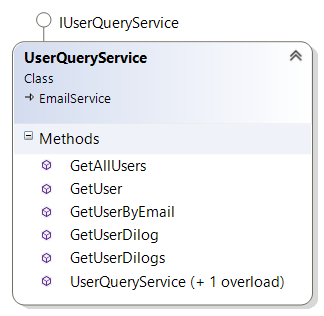 IUserQueryService
UserQueryService
Class
EmailService
Methods
GetAllUsers
GetUser
GetUserByEmail
GetUserDilog
GetUserDilogs
UserQueryService (+ 1 overload)